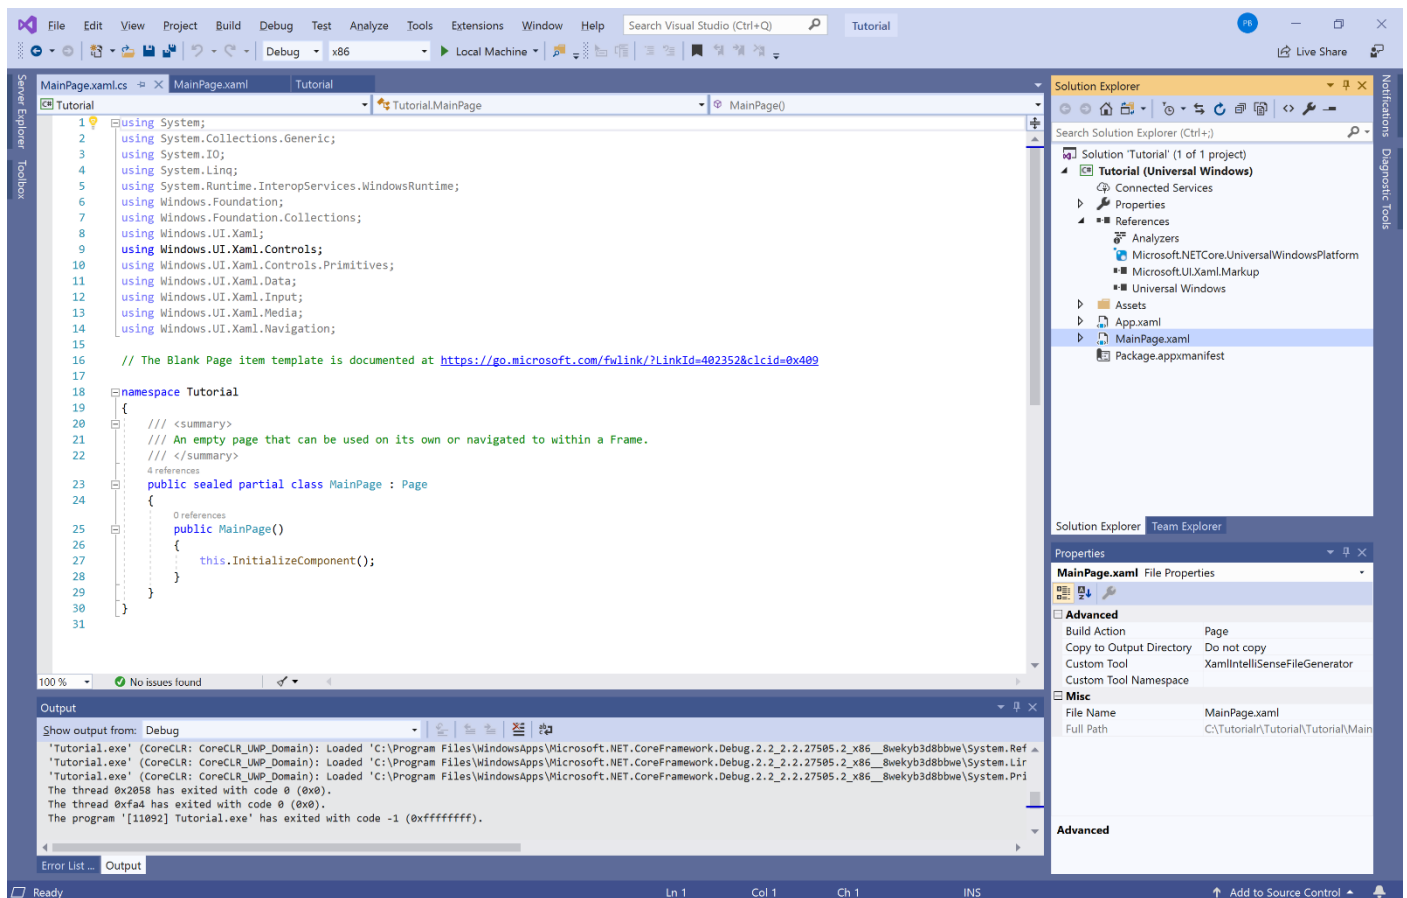 File Edit View Project Build Debug Test Analyze Tools Extensions Window Help Search Visual Studio (Ctrl+Q) Tutorial PB
Debug x86 Local Machine Live Share
Server Explorer
Toolbox
MainPage.xaml.cs MainPage.xaml Tutorial
Tutorial Tutorial.MainPage MainPage()
1 using System;
2 using System.Collections.Generic;
3 using System.IO;
4 using System.Linq;
5 using System.Runtime.InteropServices.WindowsRuntime;
6 using Windows.Foundation;
7 using Windows.Foundation.Collections;
8 using Windows.UI.Xaml;
9 using Windows.UI.Xaml.Controls;
10 using Windows.UI.Xaml.Controls.Primitives;
11 using Windows.UI.Xaml.Data;
12 using Windows.UI.Xaml.Input;
13 using Windows.UI.Xaml.Media;
14 using Windows.UI.Xaml.Navigation;
15
16 // The Blank Page item template is documented at https://go.microsoft.com/fwlink/?LinkId=402352&clcid=0x409
17
18 namespace Tutorial
19 {
20 /// <summary>
21 /// An empty page that can be used on its own or navigated to within a Frame.
22 /// </summary>
4 references
23 public sealed partial class MainPage : Page
24 {
0 references
25 public MainPage()
26 {
27 this.InitializeComponent();
28 }
29 }
30 }
31
100 % No issues found
Output
Show output from: Debug
'Tutorial.exe' (CoreCLR: CoreCLR_UWP_Domain): Loaded 'C:\Program Files\WindowsApps\Microsoft.NET.CoreFramework.Debug.2.2_2.2.27505.2_x86__8wekyb3d8bbwe\System.Ref
'Tutorial.exe' (CoreCLR: CoreCLR_UWP_Domain): Loaded 'C:\Program Files\WindowsApps\Microsoft.NET.CoreFramework.Debug.2.2_2.2.27505.2_x86__8wekyb3d8bbwe\System.Lir
'Tutorial.exe' (CoreCLR: CoreCLR_UWP_Domain): Loaded 'C:\Program Files\WindowsApps\Microsoft.NET.CoreFramework.Debug.2.2_2.2.27505.2_x86__8wekyb3d8bbwe\System.Pri
The thread 0x2058 has exited with code 0 (0x0).
The thread 0xfa4 has exited with code 0 (0x0).
The program '[11092] Tutorial.exe' has exited with code -1 (0xffffffff).
Error List ... Output
Solution Explorer
Search Solution Explorer (Ctrl+;)
Solution 'Tutorial' (1 of 1 project)
Tutorial (Universal Windows)
Connected Services
Properties
References
Analyzers
Microsoft.NETCore.UniversalWindowsPlatform
Microsoft.UI.Xaml.Markup
Universal Windows
Assets
App.xaml
MainPage.xaml
Package.appxmanifest
Solution Explorer Team Explorer
Properties
MainPage.xaml File Properties
Advanced
Build Action Page
Copy to Output Directory Do not copy
Custom Tool XamlIntelliSenseFileGenerator
Custom Tool Namespace
Misc
File Name MainPage.xaml
Full Path C:\Tutorialr\Tutorial\Tutorial\Main
Advanced
Notifications
Diagnostic Tools
Ready Ln 1 Col 1 Ch 1 INS Add to Source Control